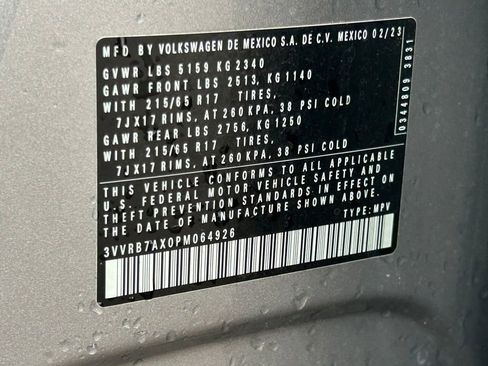 MFD. BY VOLKSWAGEN DE MEXICO S.A. DE C.V. MEXICO 02/23
GVWR LBS 5159 KG 2340
GAWR FRONT LBS 2513, KG 1140
WITH 215/65 R17 TIRES,
7JX17 RIMS, AT 260 KPA, 38 PSI COLD
GAWR REAR LBS 2756, KG 1250
WITH 215/65 R17 TIRES,
7JX17 RIMS, AT 260 KPA, 38 PSI COLD
THIS VEHICLE CONFORMS TO ALL APPLICABLE
U.S. FEDERAL MOTOR VEHICLE SAFETY AND
THEFT PREVENTION STANDARDS IN EFFECT ON
THE DATE OF MANUFACTURE SHOWN ABOVE.
3VVRB7AX0PM064926 TYPE: MPV
0344809 3831